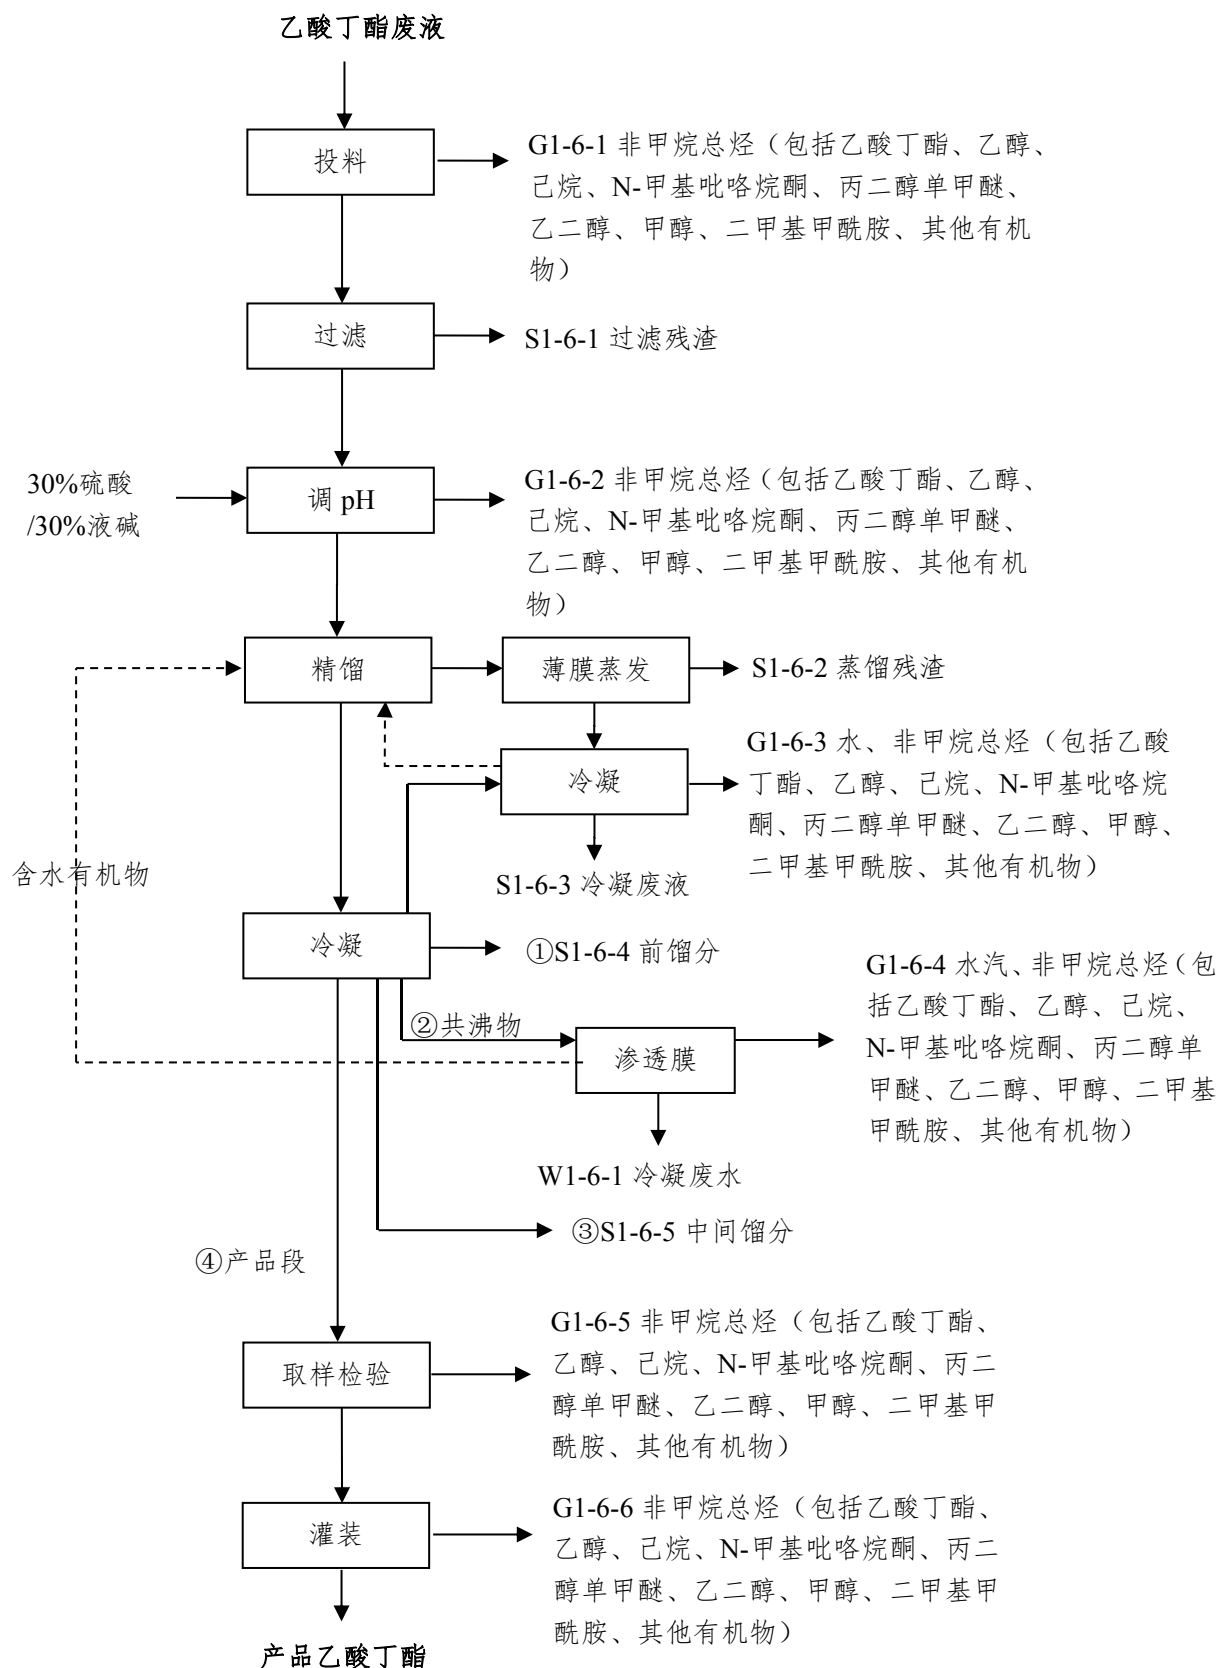 乙酸丁酯废液
投料
G1-6-1 非甲烷总烃（包括乙酸丁酯、乙醇、
己烷、N-甲基吡咯烷酮、丙二醇单甲醚、
乙二醇、甲醇、二甲基甲酰胺、其他有机
物）
过滤
S1-6-1 过滤残渣
30%硫酸
/30%液碱
调 pH
G1-6-2 非甲烷总烃（包括乙酸丁酯、乙醇、
己烷、N-甲基吡咯烷酮、丙二醇单甲醚、
乙二醇、甲醇、二甲基甲酰胺、其他有机
物）
精馏
薄膜蒸发
S1-6-2 蒸馏残渣
冷凝
G1-6-3 水、非甲烷总烃（包括乙酸
丁酯、乙醇、己烷、N-甲基吡咯烷
酮、丙二醇单甲醚、乙二醇、甲醇、
二甲基甲酰胺、其他有机物）
含水有机物
S1-6-3 冷凝废液
冷凝
①S1-6-4 前馏分
②共沸物
渗透膜
G1-6-4 水汽、非甲烷总烃（包
括乙酸丁酯、乙醇、己烷、
N-甲基吡咯烷酮、丙二醇单
甲醚、乙二醇、甲醇、二甲基
甲酰胺、其他有机物）
W1-6-1 冷凝废水
③S1-6-5 中间馏分
④产品段
取样检验
G1-6-5 非甲烷总烃（包括乙酸丁酯、
乙醇、己烷、N-甲基吡咯烷酮、丙二
醇单甲醚、乙二醇、甲醇、二甲基甲
酰胺、其他有机物）
灌装
G1-6-6 非甲烷总烃（包括乙酸丁酯、
乙醇、己烷、N-甲基吡咯烷酮、丙二
醇单甲醚、乙二醇、甲醇、二甲基甲
酰胺、其他有机物）
产品乙酸丁酯